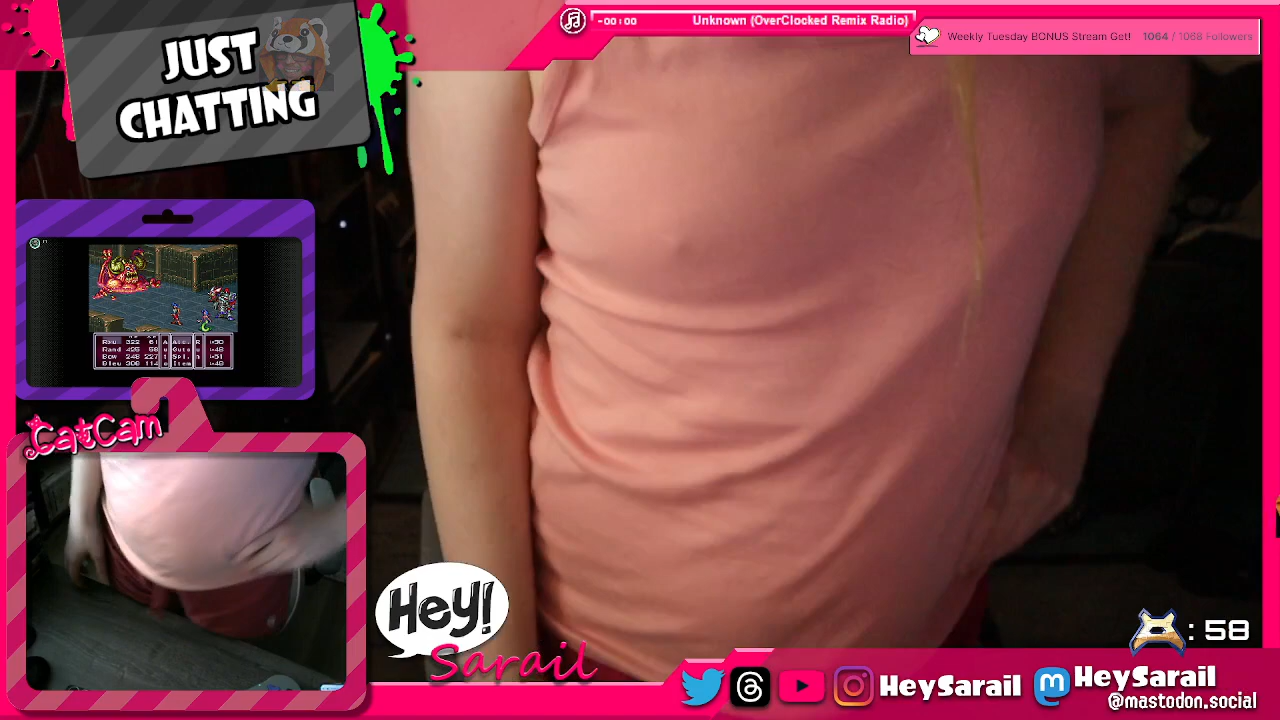 JUST
CHATTING
-00:00 Unknown (OverClocked Remix Radio)
Weekly Tuesday BONUS Stream Get! 1064 / 1068 Followers
CatCam
Hey!
Sarail
: 58
HeySarail
HeySarail
@mastodon.social